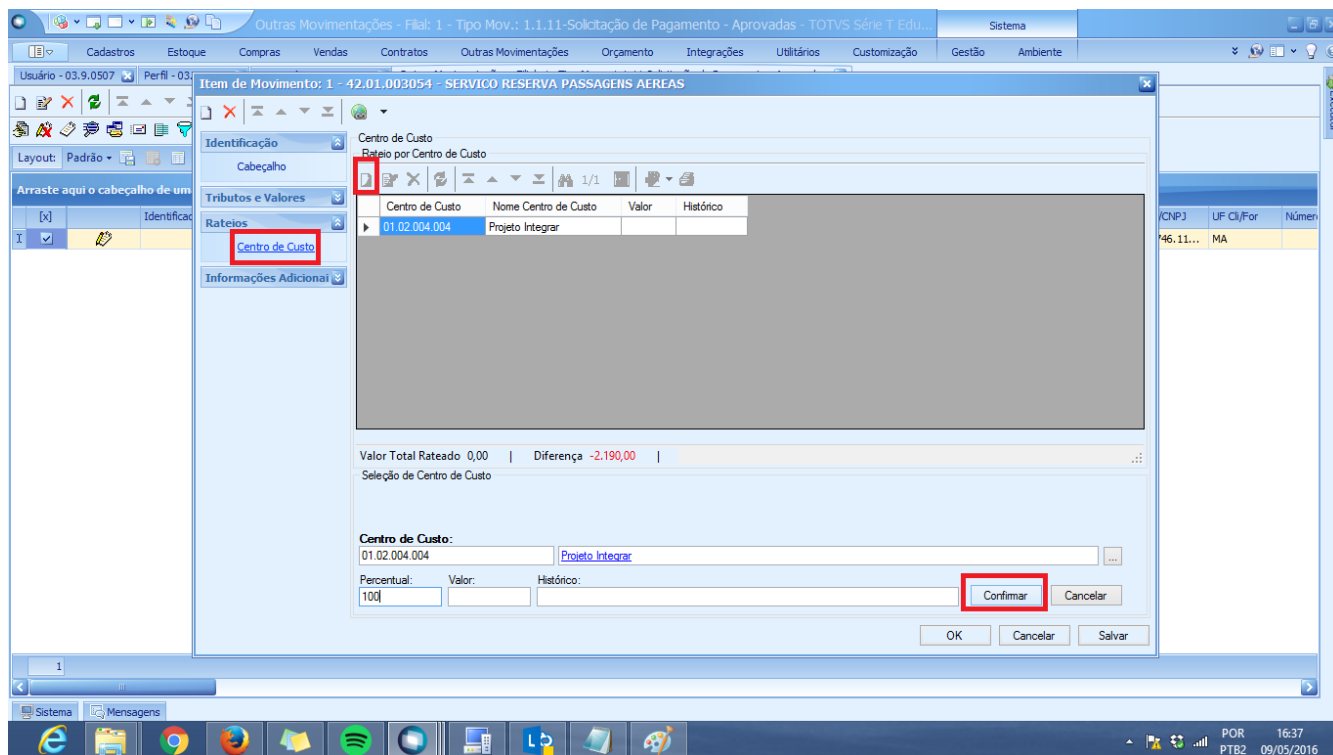 Outras Movimentações - Filial: 1 - Tipo Mov.: 1.1.11-Solicitação de Pagamento - Aprovadas - TOTVS Série T Edu...
Sistema
Cadastros Estoque Compras Vendas Contratos Outras Movimentações Orçamento Integrações Utilitários Customização Gestão Ambiente
Usuário - 03.9.0507 Perfil - 03.
Item de Movimento: 1 - 42.01.003054 - SERVICO RESERVA PASSAGENS AEREAS
Identificação
Cabeçalho
Tributos e Valores
Rateios
Centro de Custo
Informações Adicionai
Layout: Padrão
Arraste aqui o cabeçalho de um
[x] Identificac
/CNPJ UF Cli/For Númer
746.11... MA
Centro de Custo
Rateio por Centro de Custo
1/1
Centro de Custo Nome Centro de Custo Valor Histórico
01.02.004.004 Projeto Integrar
Valor Total Rateado 0,00 | Diferença -2.190,00 |
Seleção de Centro de Custo
Centro de Custo:
01.02.004.004 Projeto Integrar ...
Percentual: Valor: Histórico:
100
Confirmar Cancelar
OK Cancelar Salvar
1
Sistema Mensagens
POR 16:37
PTB2 09/05/2016